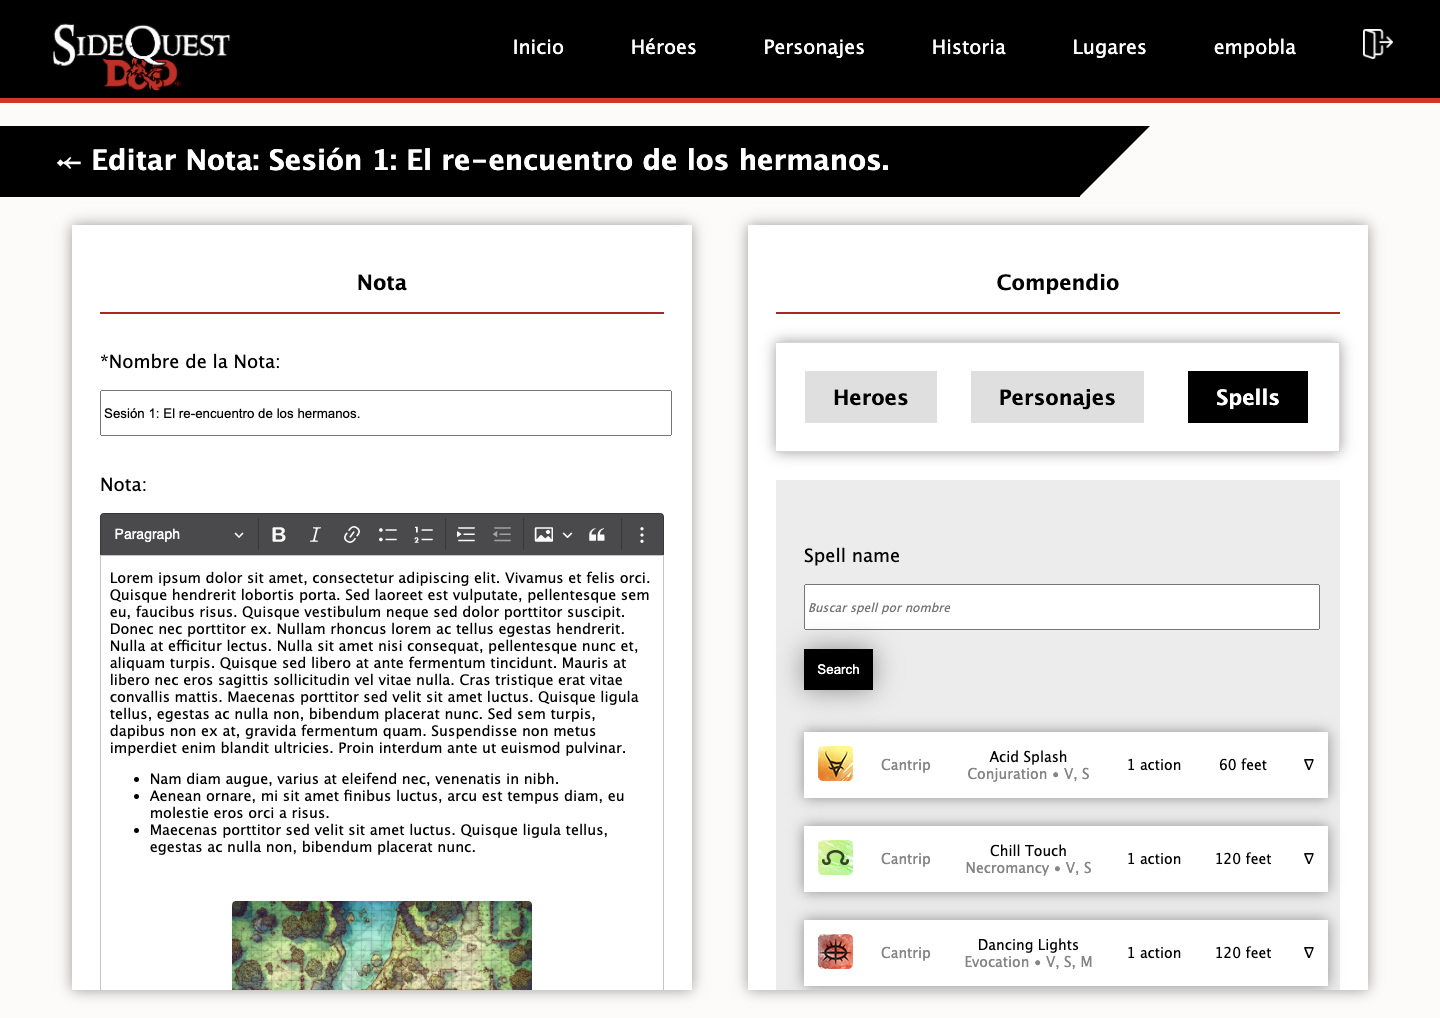 SIDEQUEST
D&D
Inicio
Héroes
Personajes
Historia
Lugares
empobla
Editar Nota: Sesión 1: El re-encuentro de los hermanos.
Nota
*Nombre de la Nota:
Sesión 1: El re-encuentro de los hermanos.
Nota:
Paragraph
Lorem ipsum dolor sit amet, consectetur adipiscing elit. Vivamus et felis orci.
Quisque hendrerit lobortis porta. Sed laoreet est vulputate, pellentesque sem
eu, faucibus risus. Quisque vestibulum neque sed dolor porttitor suscipit.
Donec nec porttitor ex. Nullam rhoncus lorem ac tellus egestas hendrerit.
Nulla at efficitur lectus. Nulla sit amet nisi consequat, pellentesque nunc et,
aliquam turpis. Quisque sed libero at ante fermentum tincidunt. Mauris at
libero nec eros sagittis sollicitudin vel vitae nulla. Cras tristique erat vitae
convallis mattis. Maecenas porttitor sed velit sit amet luctus. Quisque ligula
tellus, egestas ac nulla non, bibendum placerat nunc. Sed sem turpis,
dapibus non ex at, gravida fermentum quam. Suspendisse non metus
imperdiet enim blandit ultricies. Proin interdum ante ut euismod pulvinar.
• Nam diam augue, varius at eleifend nec, venenatis in nibh.
• Aenean ornare, mi sit amet finibus luctus, arcu est tempus diam, eu
molestie eros orci a risus.
• Maecenas porttitor sed velit sit amet luctus. Quisque ligula tellus,
egestas ac nulla non, bibendum placerat nunc.
Compendio
Heroes
Personajes
Spells
Spell name
Buscar spell por nombre
Search
Cantrip
Acid Splash
Conjuration • V, S
1 action
60 feet
Cantrip
Chill Touch
Necromancy • V, S
1 action
120 feet
Cantrip
Dancing Lights
Evocation • V, S, M
1 action
120 feet